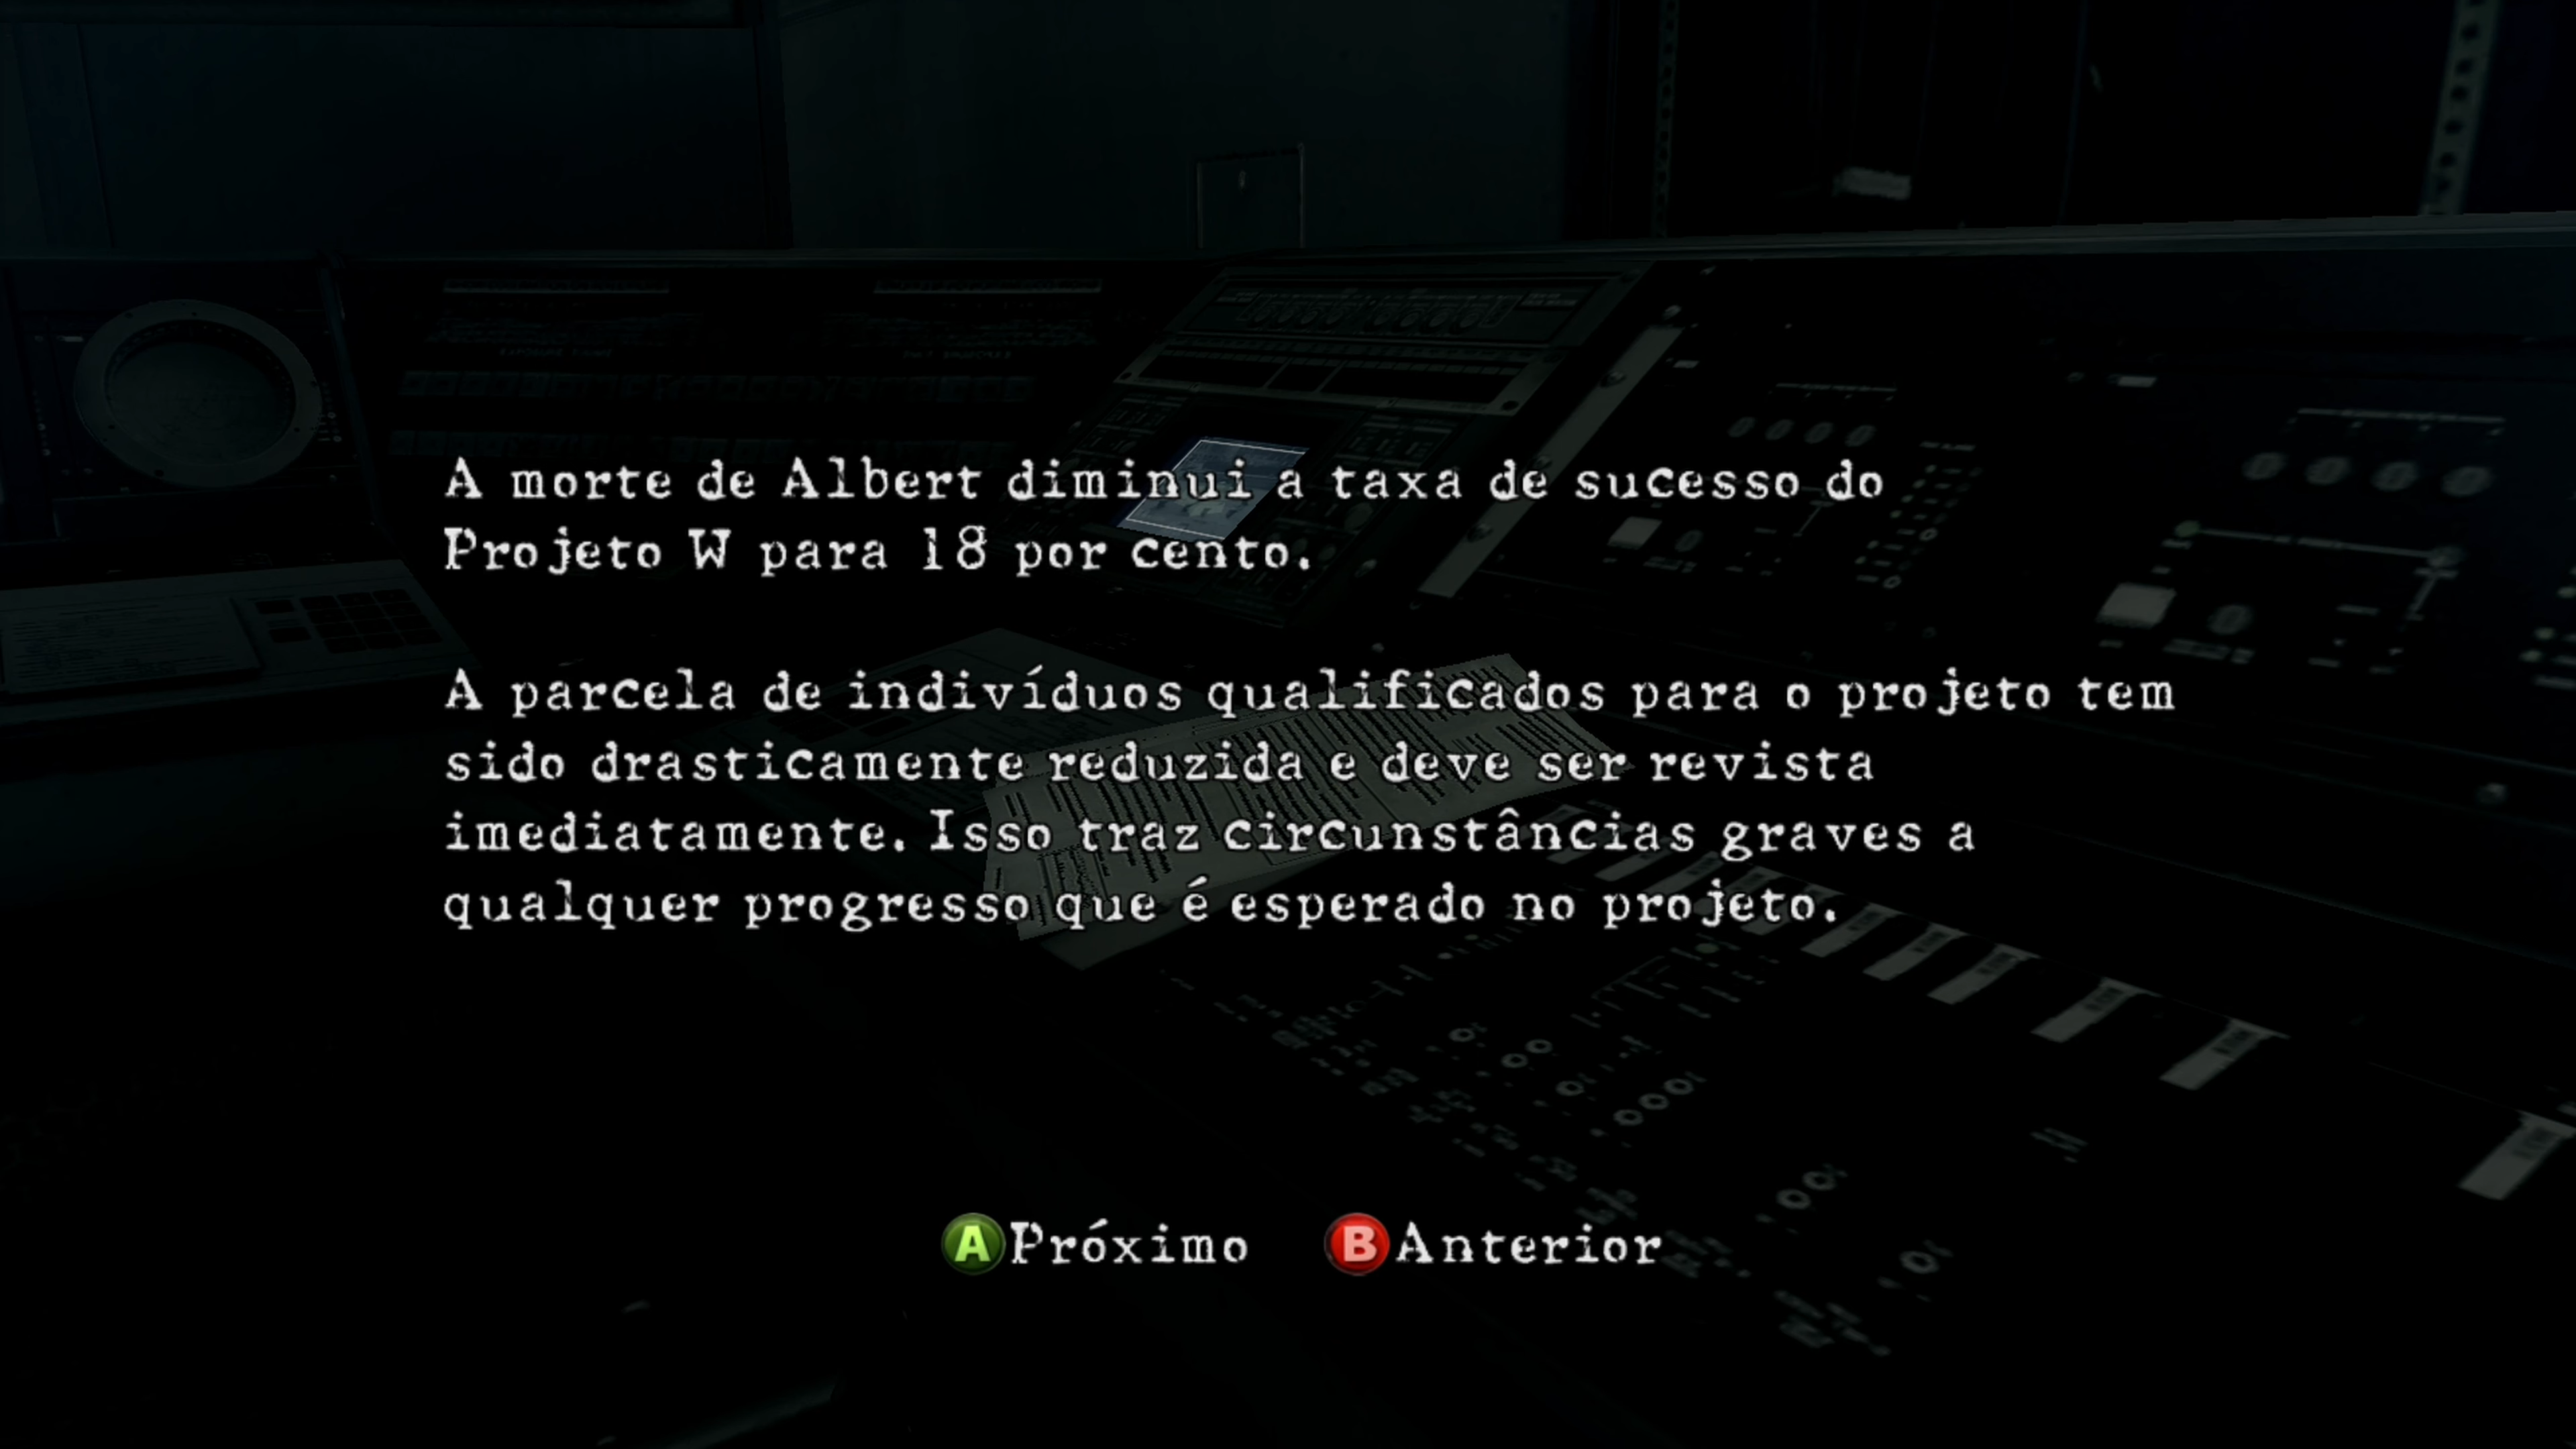 A morte de Albert diminui a taxa de sucesso do
Projeto W para 18 por cento.
A parcela de indivíduos qualificados para o projeto tem
sido drasticamente reduzida e deve ser revista
imediatamente. Isso traz circunstâncias graves a
qualquer progresso que é esperado no projeto.
A Próximo B Anterior